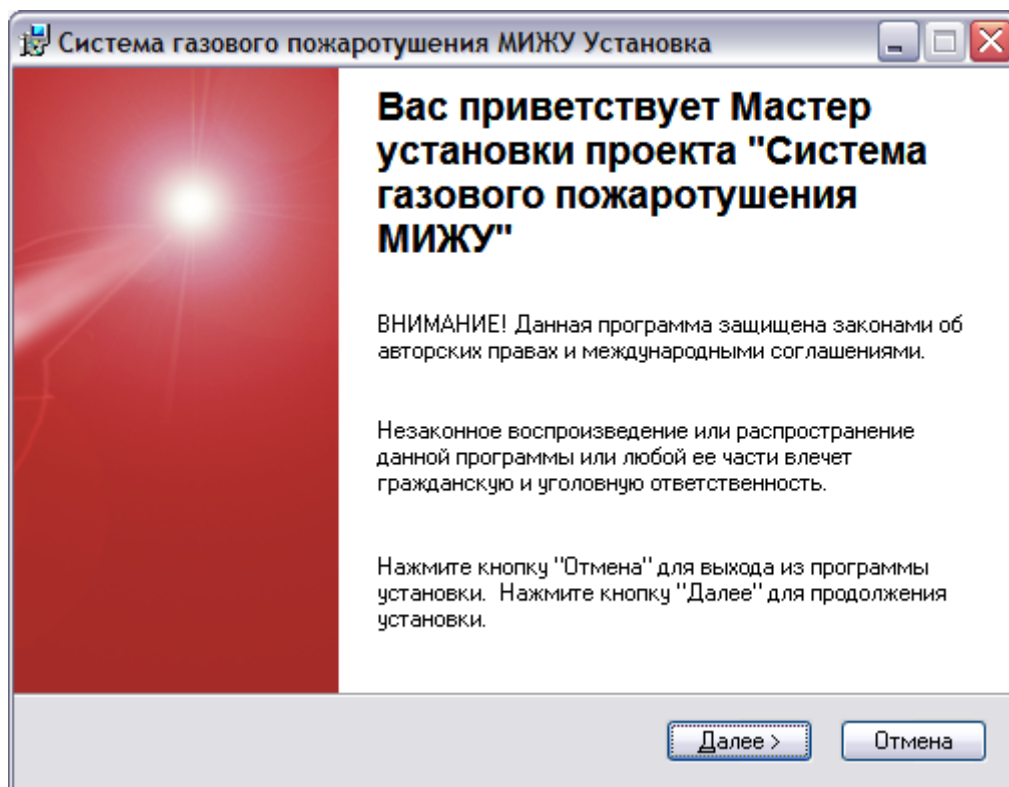 Система газового пожаротушения МИЖУ Установка
Вас приветствует Мастер
установки проекта "Система
газового пожаротушения
МИЖУ"
ВНИМАНИЕ! Данная программа защищена законами об
авторских правах и международными соглашениями.
Незаконное воспроизведение или распространение
данной программы или любой ее части влечет
гражданскую и уголовную ответственность.
Нажмите кнопку "Отмена" для выхода из программы
установки. Нажмите кнопку "Далее" для продолжения
установки.
Далее >
Отмена